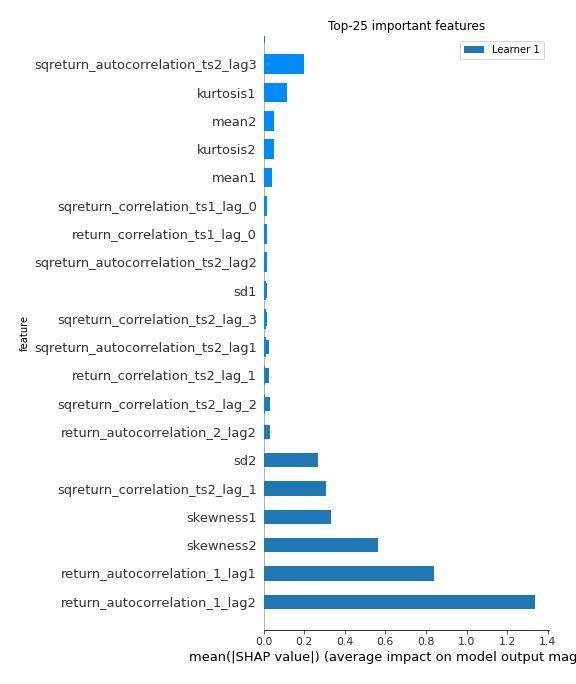 Top-25 important features
Learner 1
sqreturn_autocorrelation_ts2_lag3
kurtosis1
mean2
kurtosis2
mean1
sqreturn_correlation_ts1_lag_0
return_correlation_ts1_lag_0
sqreturn_autocorrelation_ts2_lag2
sd1
sqreturn_correlation_ts2_lag_3
sqreturn_autocorrelation_ts2_lag1
return_correlation_ts2_lag_1
sqreturn_correlation_ts2_lag_2
return_autocorrelation_2_lag2
sd2
sqreturn_correlation_ts2_lag_1
skewness1
skewness2
return_autocorrelation_1_lag1
return_autocorrelation_1_lag2
feature
0.0 0.2 0.4 0.6 0.8 1.0 1.2 1.4
mean(|SHAP value|) (average impact on model output mag